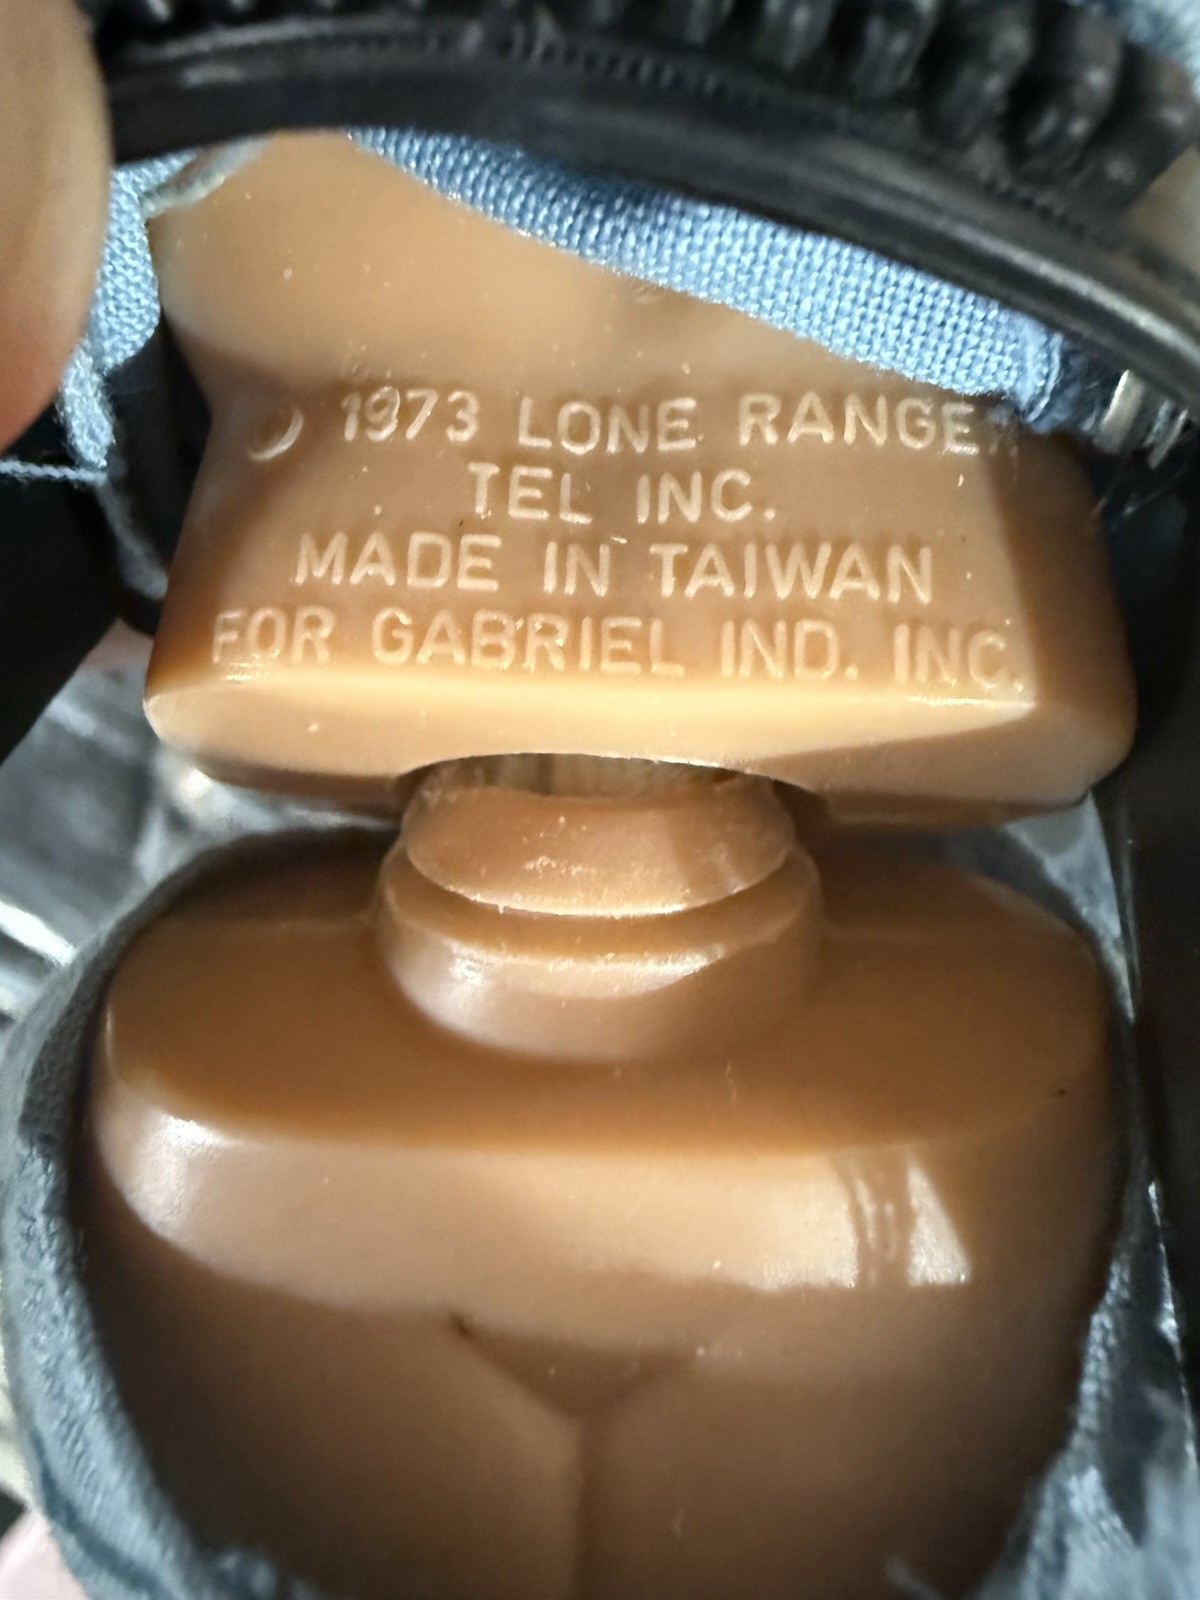 © 1973 LONE RANGER
TEL INC.
MADE IN TAIWAN
FOR GABRIEL IND. INC.